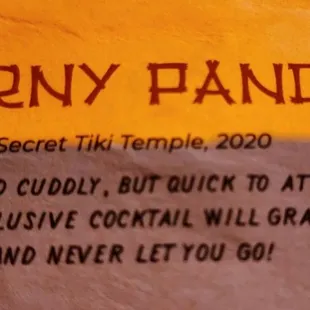 RNY PAND
Secret Tiki Temple, 2020
D CUDDLY, BUT QUICK TO AT
LUSIVE COCKTAIL WILL GRA
AND NEVER LET YOU GO!